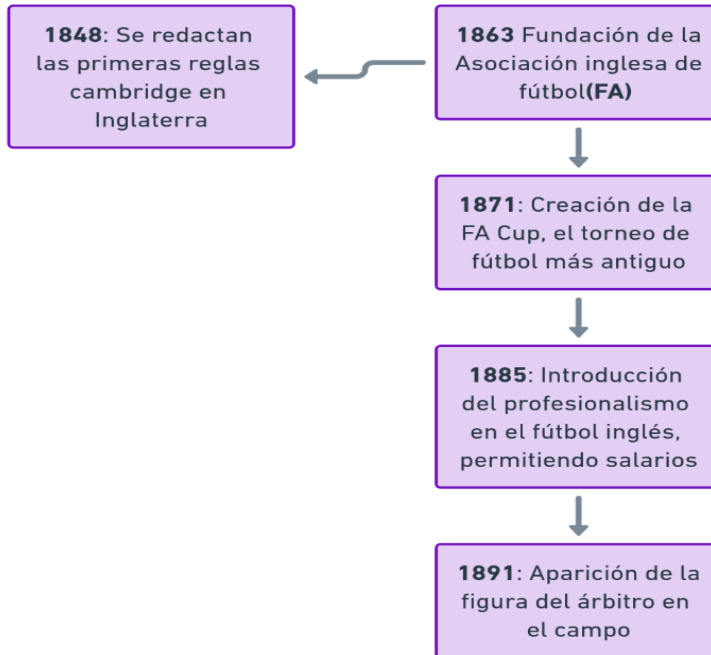 1848: Se redactan
las primeras reglas
cambridge en
Inglaterra
1863 Fundación de la
Asociación inglesa de
fútbol(FA)
1871: Creación de la
FA Cup, el torneo de
fútbol más antiguo
1885: Introducción
del profesionalismo
en el fútbol inglés,
permitiendo salarios
1891: Aparición de la
figura del árbitro en
el campo